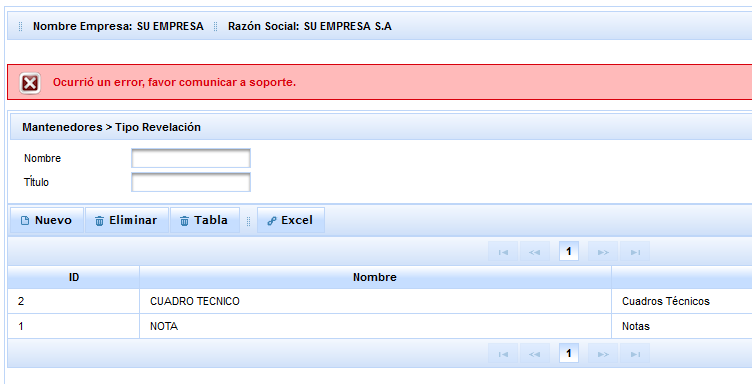 Nombre Empresa: SU EMPRESA Razón Social: SU EMPRESA S.A
Ocurrió un error, favor comunicar a soporte.
Mantenedores > Tipo Revelación
Nombre
Título
Nuevo Eliminar Tabla Excel
1
ID Nombre
2 CUADRO TECNICO Cuadros Técnicos
1 NOTA Notas
1